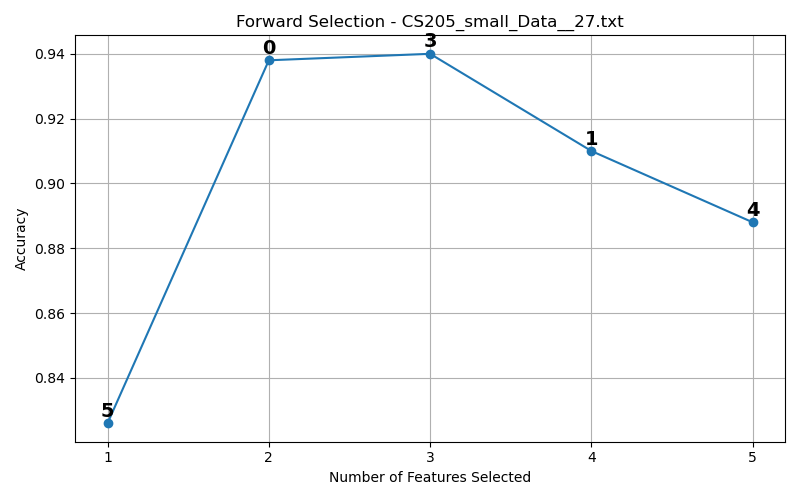 Forward Selection - CS205_small_Data__27.txt
0.94
0.92
0.90
0.88
0.86
0.84
Accuracy
5
0
3
1
4
1 2 3 4 5
Number of Features Selected